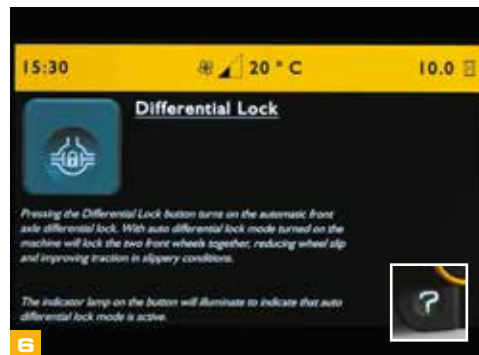 15:30 20 ° C 10.0
Differential Lock
Pressing the Differential Lock button turns on the automatic front
axle differential lock. With auto differential lock mode turned on the
machine will lock the two front wheels together, reducing wheel slip
and improving traction in slippery conditions.
The indicator lamp on the button will illuminate to indicate that auto
differential lock mode is active.
?
6